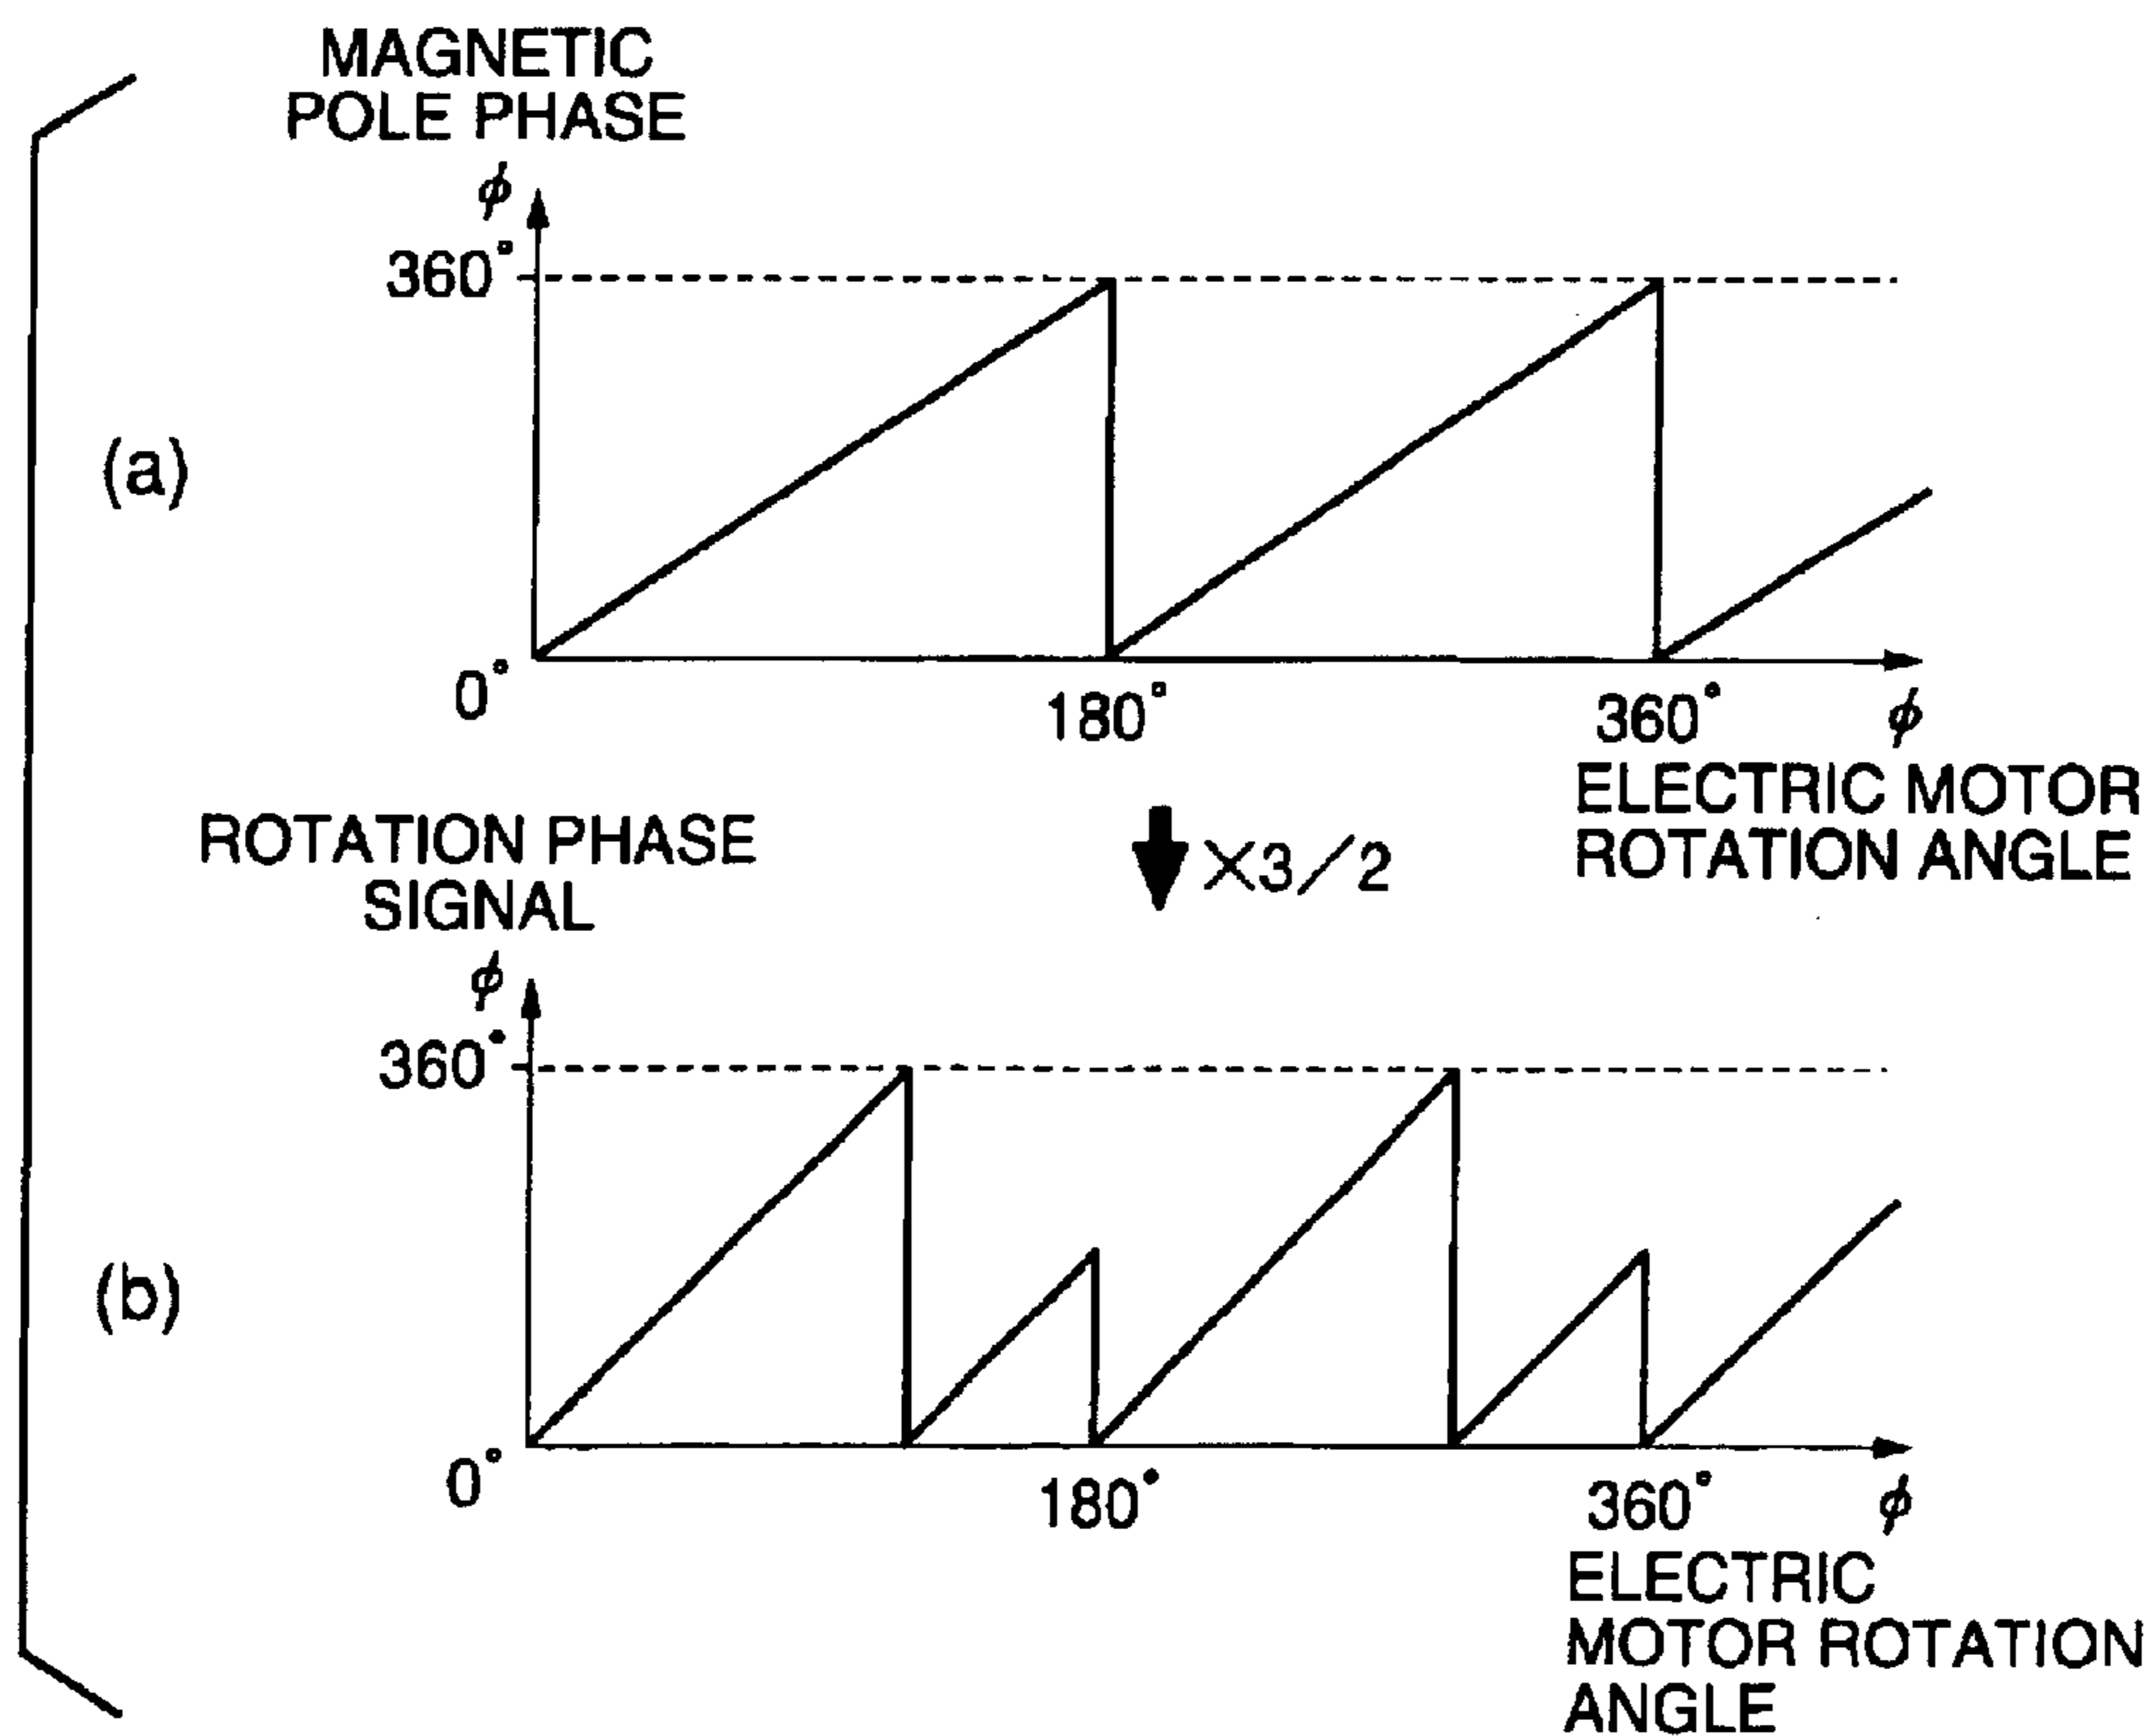 MAGNETIC
POLE PHASE
ϕ
360°
(a)
0°
180°
360°
ϕ
ELECTRIC MOTOR
ROTATION ANGLE
×3/2
ROTATION PHASE
SIGNAL
ϕ
360°
(b)
0°
180°
360°
ϕ
ELECTRIC
MOTOR ROTATION
ANGLE